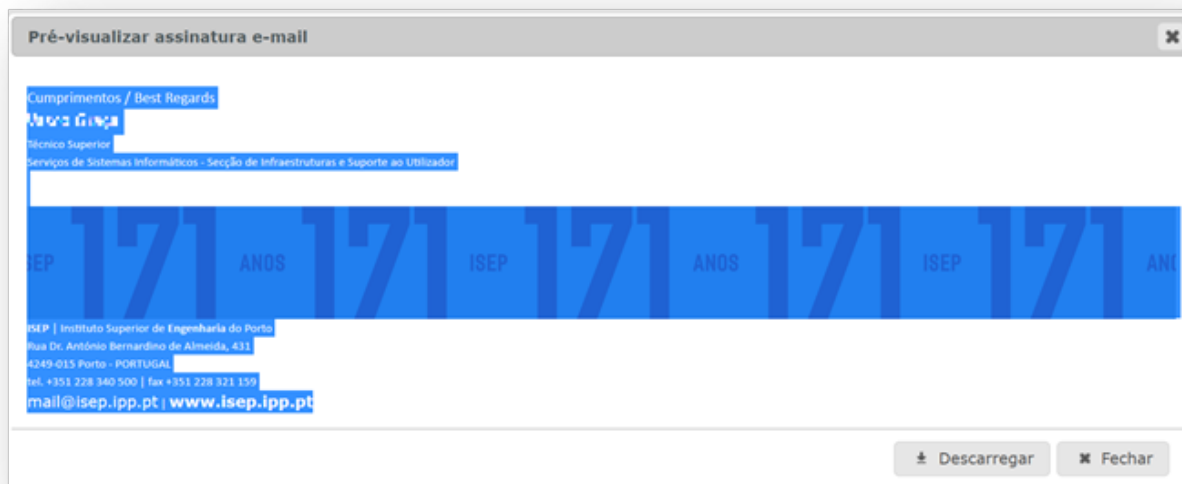 Pré-visualizar assinatura e-mail
Cumprimentos / Best Regards
Técnico Superior
Serviços de Sistemas Informáticos - Secção de Infraestruturas e Suporte ao Utilizador
SEP 171 ANOS 171 ISEP 171 ANOS 171 ISEP 171
ISEP | Instituto Superior de Engenharia do Porto
Rua Dr. António Bernardino de Almeida, 431
4249-015 Porto - PORTUGAL
tel. +351 228 340 500 | fax +351 228 321 159
mail@isep.ipp.pt | www.isep.ipp.pt
Descarregar
Fechar